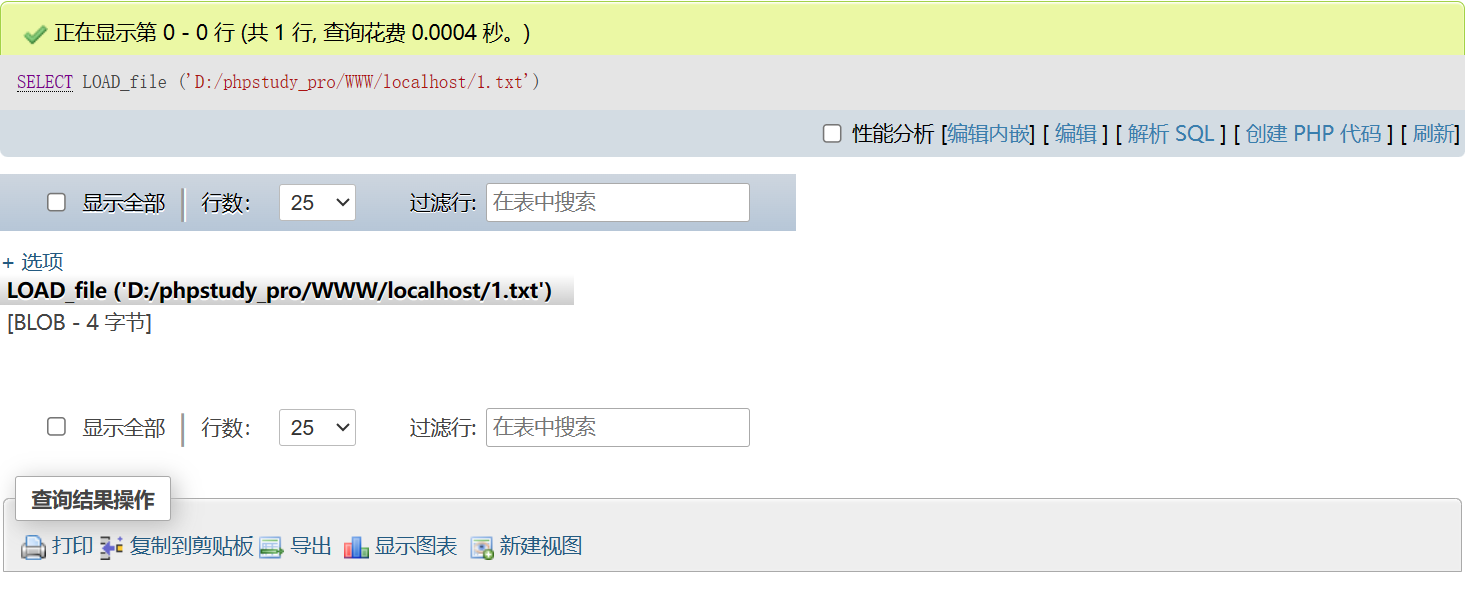 正在显示第 0 - 0 行 (共 1 行, 查询花费 0.0004 秒。)
SELECT LOAD_file ('D:/phpstudy_pro/WWW/localhost/1.txt')
性能分析 [编辑内嵌] [ 编辑 ] [ 解析 SQL ] [ 创建 PHP 代码 ] [ 刷新]
显示全部 行数: 25 过滤行: 在表中搜索
+ 选项
LOAD_file ('D:/phpstudy_pro/WWW/localhost/1.txt')
[BLOB - 4 字节]
显示全部 行数: 25 过滤行: 在表中搜索
查询结果操作
打印 复制到剪贴板 导出 显示图表 新建视图